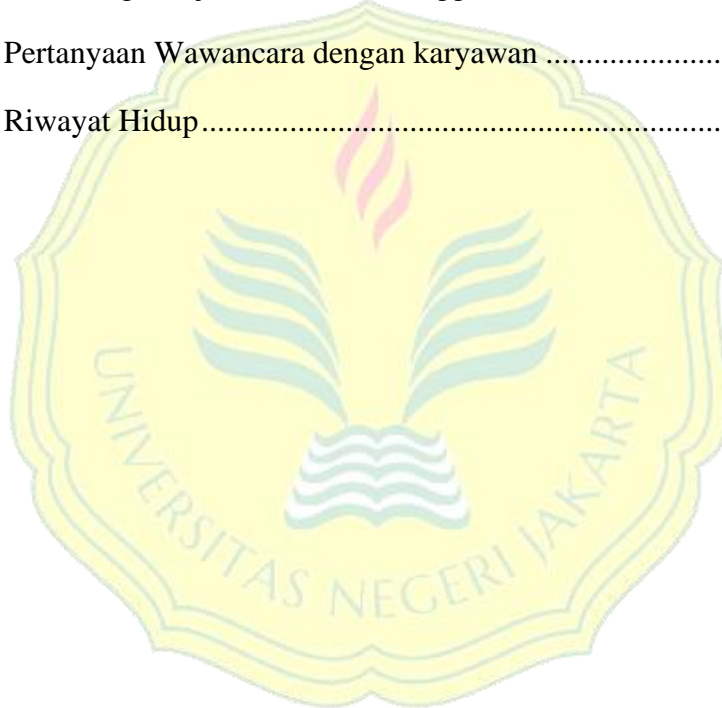 Pertanyaan Wawancara dengan karyawan ......................
Riwayat Hidup.................................................................
UNIVERSITAS NEGERI JAKARTA